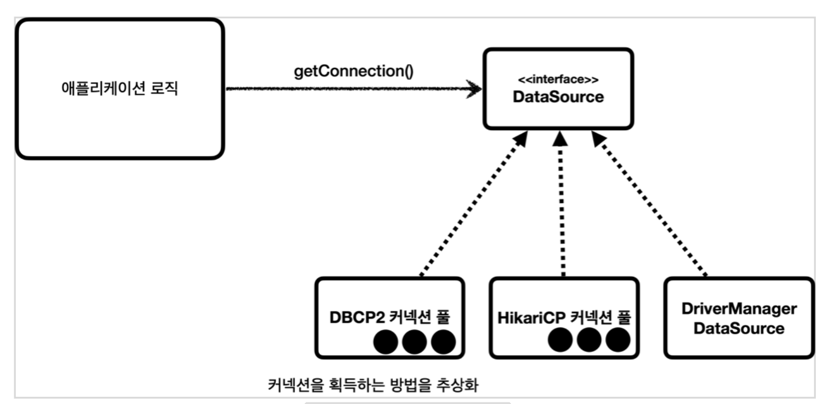 애플리케이션 로직
getConnection()
<<interface>>
DataSource
DBCP2 커넥션 풀
HikariCP 커넥션 풀
DriverManager
DataSource
커넥션을 획득하는 방법을 추상화